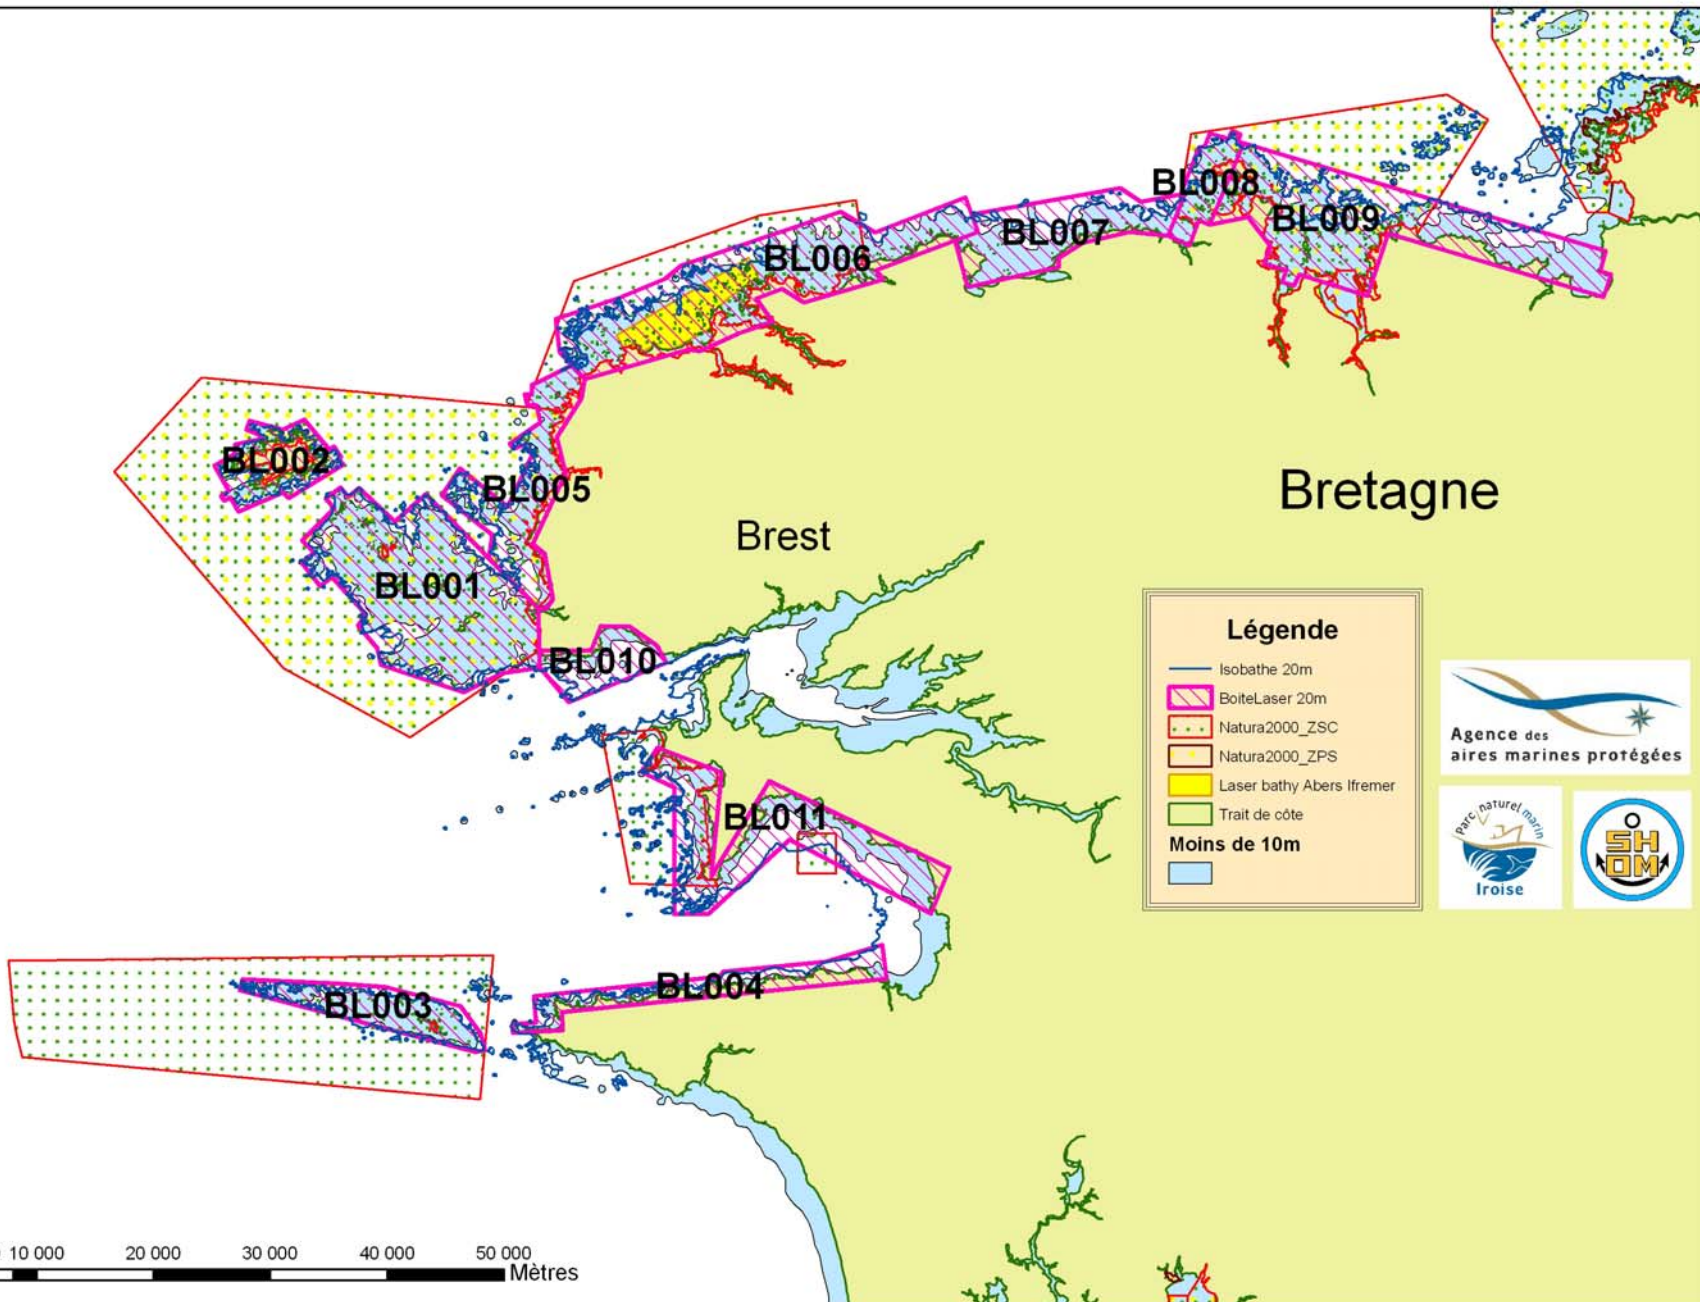 BL008
BL009
BL007
BL006
BL002
BL005
Bretagne
Brest
BL001
BL010
Légende
Isobathe 20m
BoiteLaser 20m
Natura2000_ZSC
Natura2000_ZPS
Laser bathy Abers Ifremer
Trait de côte
Moins de 10m
Agence des
aires marines protégées
Parc naturel marin
Iroise
SH
OM
BL011
BL004
BL003
10 000 20 000 30 000 40 000 50 000
Mètres